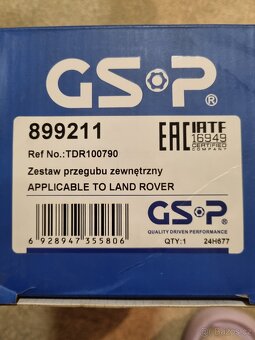 GSP®
899211
EAC IATF
16949
CERTIFIED
COMPANY
Ref No.:TDR100790
Zestaw przegubu zewnętrzny
APPLICABLE TO LAND ROVER
GSP®
QUALITY DRIVEN PERFORMANCE
6 928947 355806
QTY:1 24H677